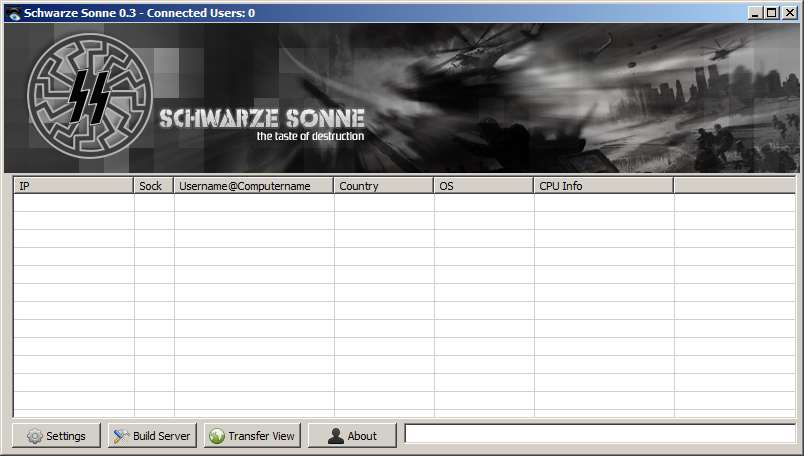 Schwarze Sonne 0.3 - Connected Users: 0
SCHWARZE SONNE
the taste of destruction
IP Sock Username@Computername Country OS CPU Info
Settings Build Server Transfer View About